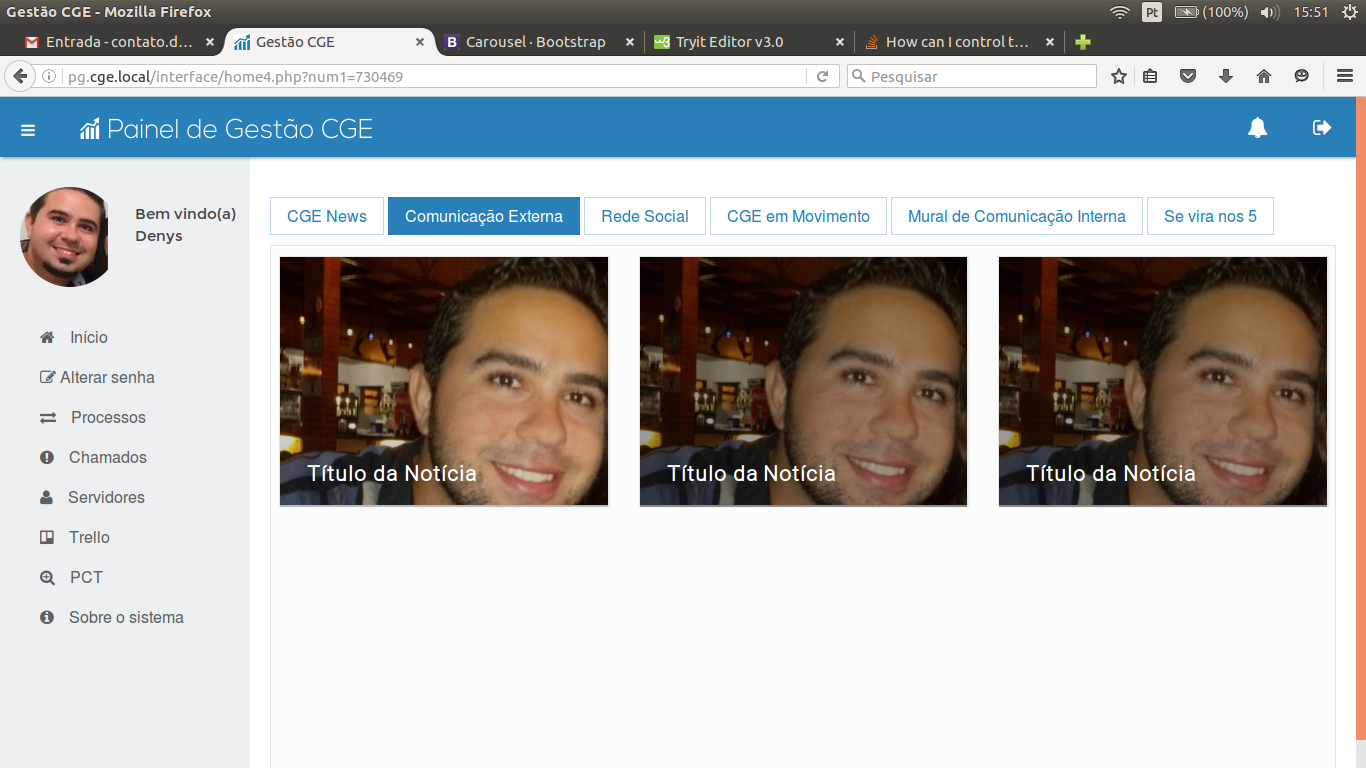 Gestão CGE - Mozilla Firefox
Pt
(100%)
15:51
Entrada - contato.d...
Gestão CGE
Carousel · Bootstrap
Tryit Editor v3.0
How can I control t...
pg.cge.local/interface/home4.php?num1=730469
Pesquisar
Painel de Gestão CGE
Bem vindo(a)
Denys
Início
Alterar senha
Processos
Chamados
Servidores
Trello
PCT
Sobre o sistema
CGE News
Comunicação Externa
Rede Social
CGE em Movimento
Mural de Comunicação Interna
Se vira nos 5
Título da Notícia
Título da Notícia
Título da Notícia